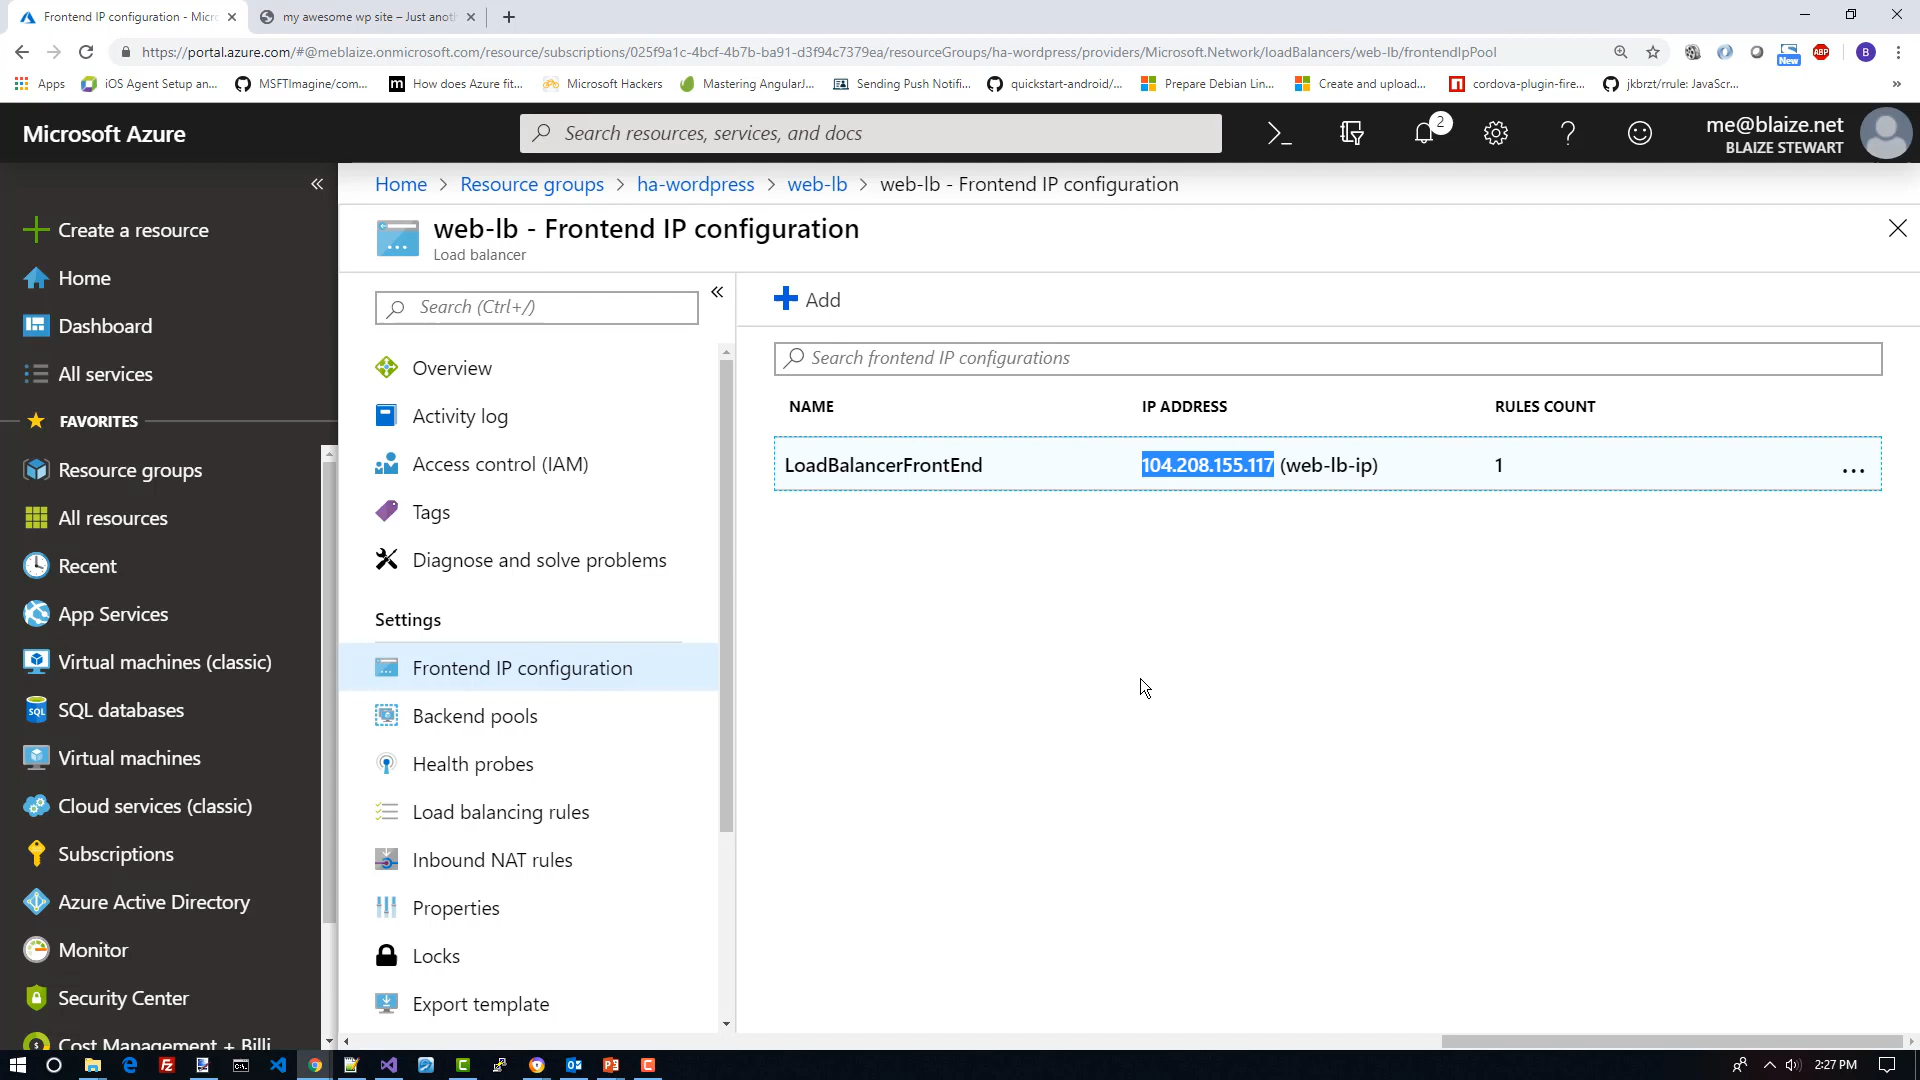 Frontend IP configuration - Micro
my awesome wp site – Just anoth
https://portal.azure.com/#@meblaize.onmicrosoft.com/resource/subscriptions/025f9a1c-4bcf-4b7b-ba91-d3f94c7379ea/resourceGroups/ha-wordpress/providers/Microsoft.Network/loadBalancers/web-lb/frontendIpPool
New
ABP
B
Apps
iOS Agent Setup an...
MSFTImagine/com...
How does Azure fit...
Microsoft Hackers
Mastering AngularJ...
Sending Push Notifi...
quickstart-android/...
Prepare Debian Lin...
Create and upload...
cordova-plugin-fire...
jkbrzt/rrule: JavaScr...
Microsoft Azure
Search resources, services, and docs
2
me@blaize.net
BLAIZE STEWART
Home > Resource groups > ha-wordpress > web-lb > web-lb - Frontend IP configuration
web-lb - Frontend IP configuration
Load balancer
Create a resource
Home
Dashboard
All services
FAVORITES
Resource groups
All resources
Recent
App Services
Virtual machines (classic)
SQL databases
Virtual machines
Cloud services (classic)
Subscriptions
Azure Active Directory
Monitor
Security Center
Cost Management + Billi
Search (Ctrl+/)
Overview
Activity log
Access control (IAM)
Tags
Diagnose and solve problems
Settings
Frontend IP configuration
Backend pools
Health probes
Load balancing rules
Inbound NAT rules
Properties
Locks
Export template
Add
Search frontend IP configurations
NAME IP ADDRESS RULES COUNT
LoadBalancerFrontEnd 104.208.155.117 (web-lb-ip) 1 ...
2:27 PM